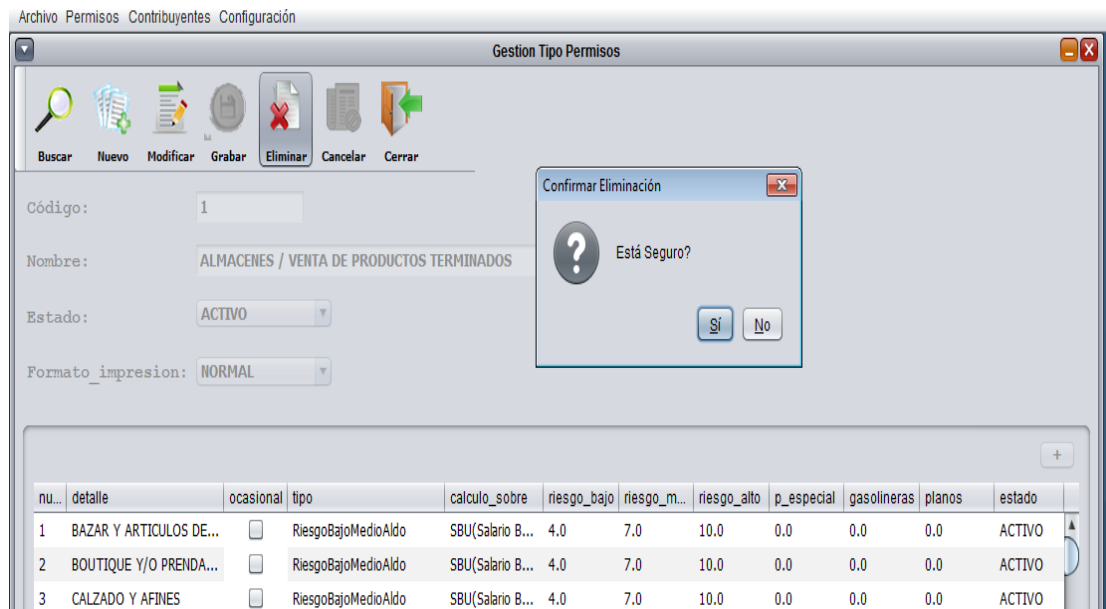 Archivo Permisos Contribuyentes Configuración
Gestion Tipo Permisos
Buscar Nuevo Modificar Grabar Eliminar Cancelar Cerrar
Confirmar Eliminación
Está Seguro?
Sí No
Código: 1
Nombre: ALMACENES / VENTA DE PRODUCTOS TERMINADOS
Estado: ACTIVO
Formato_impresion: NORMAL
+
nu... detalle ocasional tipo calculo_sobre riesgo_bajo riesgo_m... riesgo_alto p_especial gasolineras planos estado
1 BAZAR Y ARTICULOS DE... RiesgoBajoMedioAldo SBU(Salario B... 4.0 7.0 10.0 0.0 0.0 0.0 ACTIVO
2 BOUTIQUE Y/O PRENDA... RiesgoBajoMedioAldo SBU(Salario B... 4.0 7.0 10.0 0.0 0.0 0.0 ACTIVO
3 CALZADO Y AFINES RiesgoBajoMedioAldo SBU(Salario B... 4.0 7.0 10.0 0.0 0.0 0.0 ACTIVO